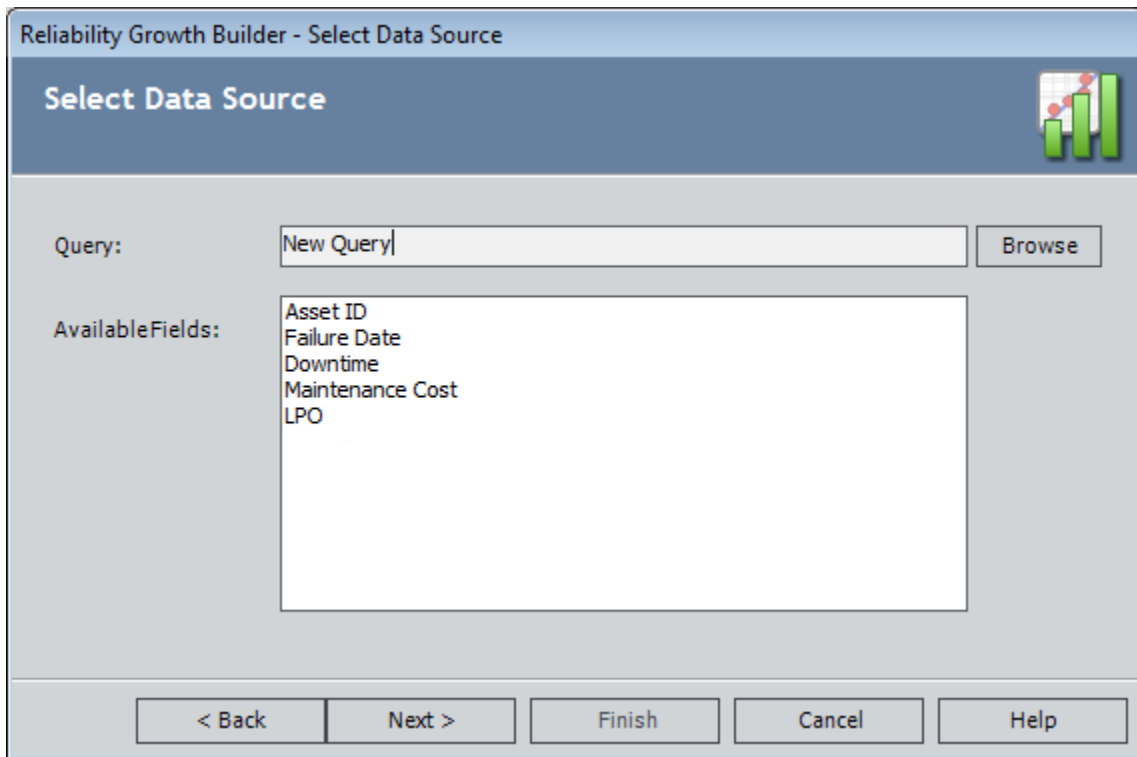 Reliability Growth Builder - Select Data Source
Select Data Source
Query:
New Query
Browse
AvailableFields:
Asset ID
Failure Date
Downtime
Maintenance Cost
LPO
< Back
Next >
Finish
Cancel
Help